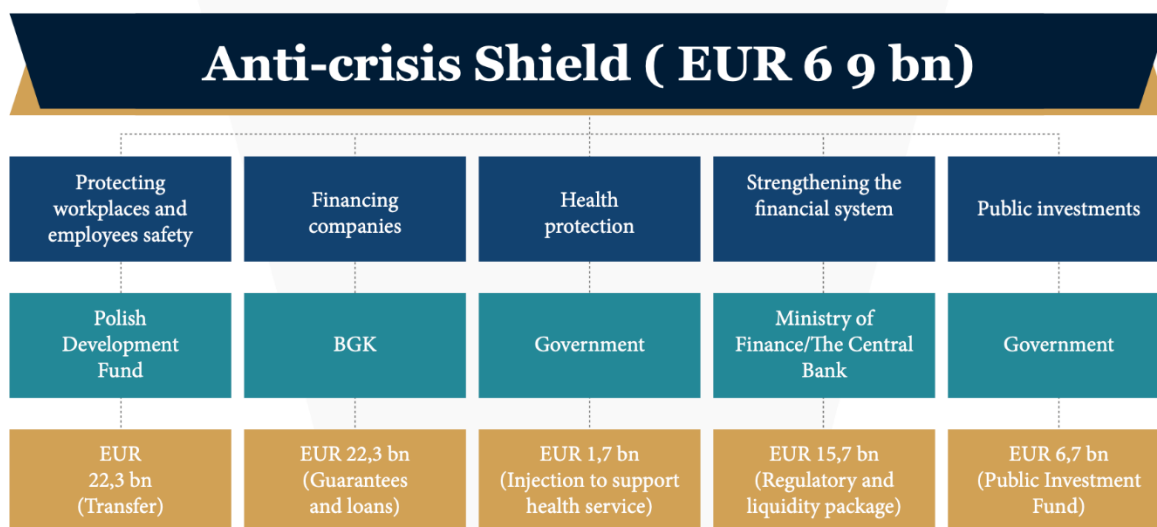 Anti-crisis Shield ( EUR 6 9 bn)
Protecting
workplaces and
employees safety
Financing
companies
Health
protection
Strengthening the
financial system
Public investments
Polish
Development
Fund
BGK
Government
Ministry of
Finance/The Central
Bank
Government
EUR
22,3 bn
(Transfer)
EUR 22,3 bn
(Guarantees
and loans)
EUR 1,7 bn
(Injection to support
health service)
EUR 15,7 bn
(Regulatory and
liquidity package)
EUR 6,7 bn
(Public Investment
Fund)